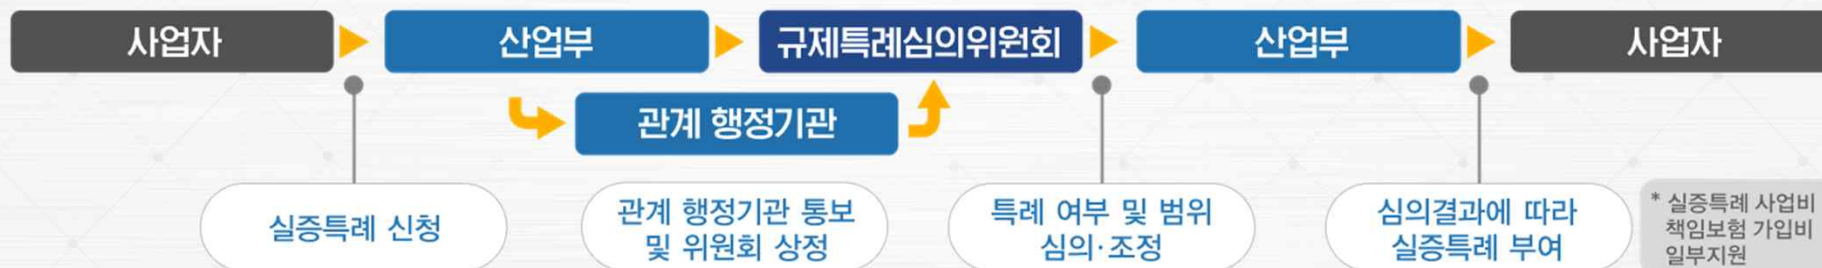 사업자
산업부
규제특례심의위원회
산업부
사업자
관계 행정기관
실증특례 신청
관계 행정기관 통보
및 위원회 상정
특례 여부 및 범위
심의·조정
심의결과에 따라
실증특례 부여
* 실증특례 사업비
책임보험 가입비
일부지원